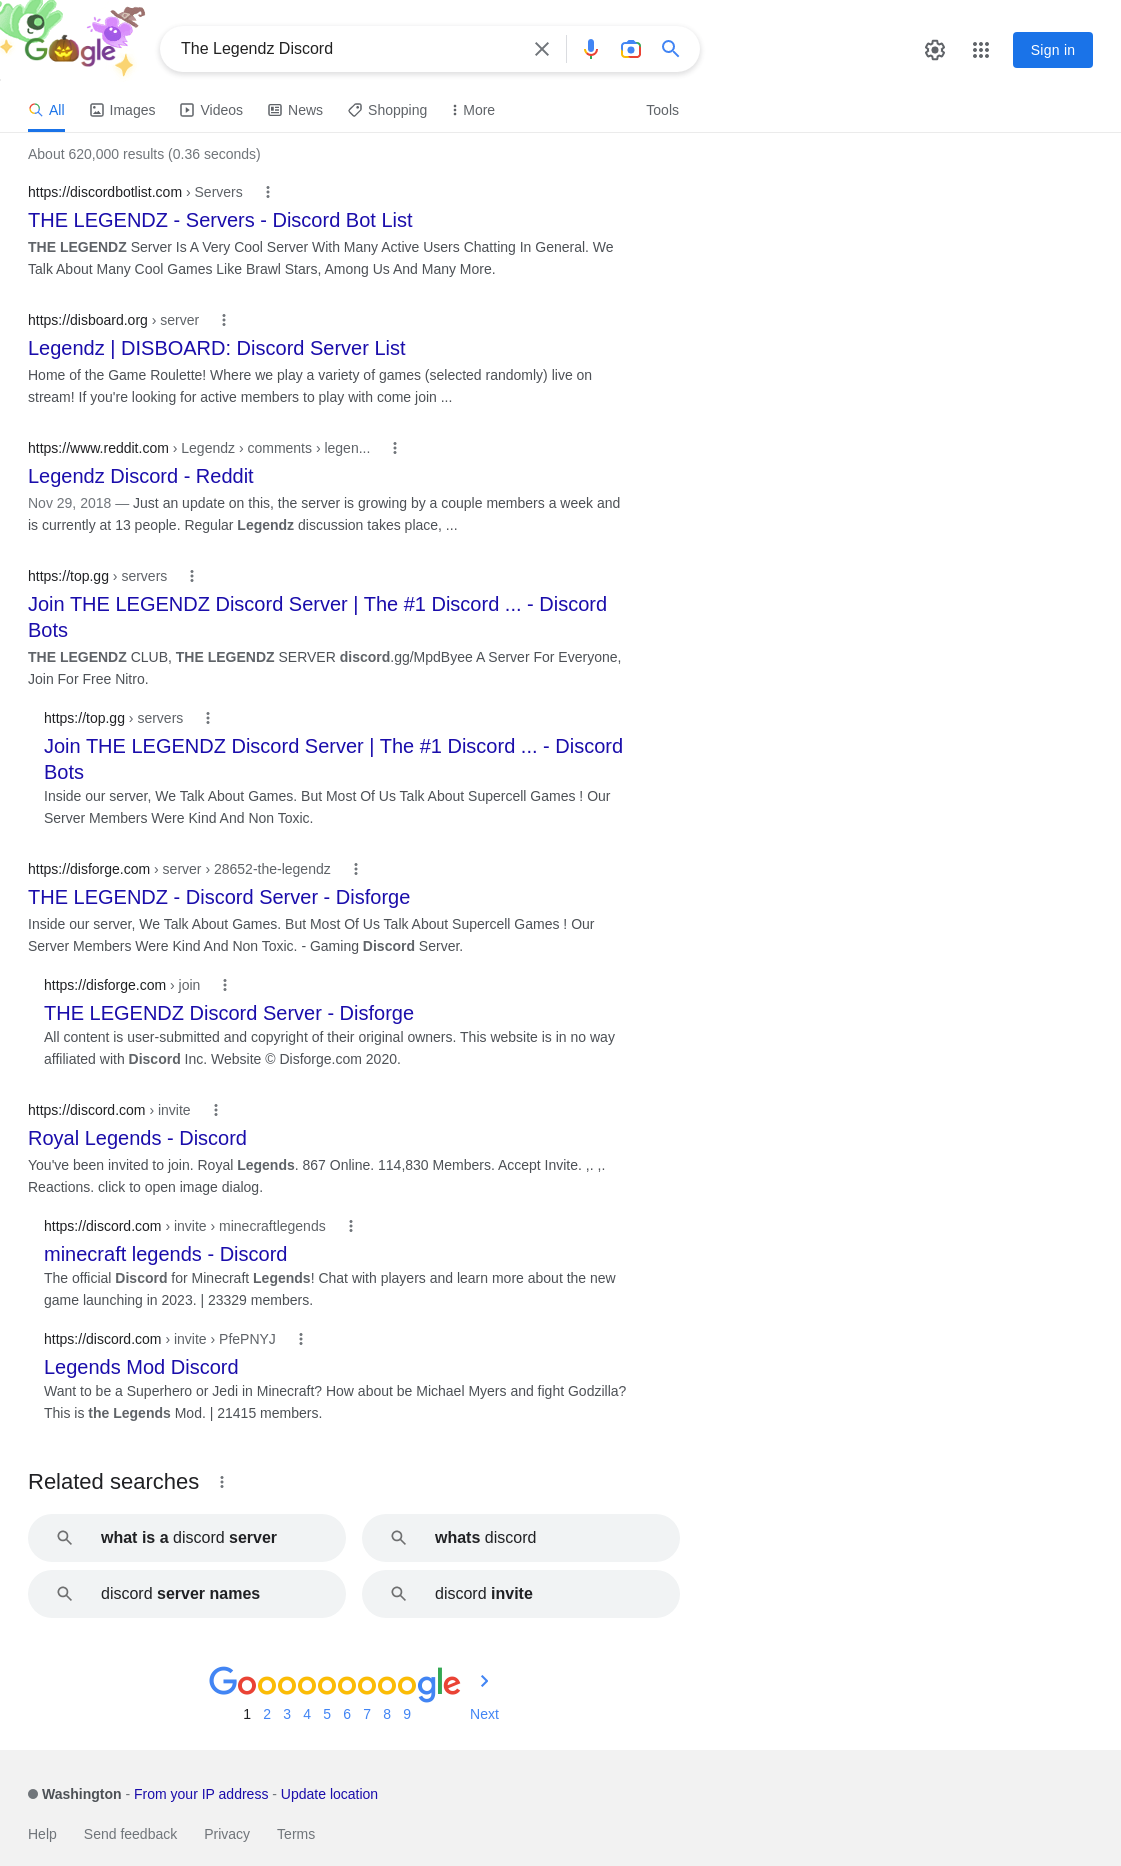 Google
The Legendz Discord
Sign in
All Images Videos News Shopping More Tools
About 620,000 results (0.36 seconds)
https://discordbotlist.com › Servers
THE LEGENDZ - Servers - Discord Bot List
THE LEGENDZ Server Is A Very Cool Server With Many Active Users Chatting In General. We
Talk About Many Cool Games Like Brawl Stars, Among Us And Many More.
https://disboard.org › server
Legendz | DISBOARD: Discord Server List
Home of the Game Roulette! Where we play a variety of games (selected randomly) live on
stream! If you're looking for active members to play with come join ...
https://www.reddit.com › Legendz › comments › legen...
Legendz Discord - Reddit
Nov 29, 2018 — Just an update on this, the server is growing by a couple members a week and
is currently at 13 people. Regular Legendz discussion takes place, ...
https://top.gg › servers
Join THE LEGENDZ Discord Server | The #1 Discord ... - Discord
Bots
THE LEGENDZ CLUB, THE LEGENDZ SERVER discord.gg/MpdByee A Server For Everyone,
Join For Free Nitro.
https://top.gg › servers
Join THE LEGENDZ Discord Server | The #1 Discord ... - Discord
Bots
Inside our server, We Talk About Games. But Most Of Us Talk About Supercell Games ! Our
Server Members Were Kind And Non Toxic.
https://disforge.com › server › 28652-the-legendz
THE LEGENDZ - Discord Server - Disforge
Inside our server, We Talk About Games. But Most Of Us Talk About Supercell Games ! Our
Server Members Were Kind And Non Toxic. - Gaming Discord Server.
https://disforge.com › join
THE LEGENDZ Discord Server - Disforge
All content is user-submitted and copyright of their original owners. This website is in no way
affiliated with Discord Inc. Website © Disforge.com 2020.
https://discord.com › invite
Royal Legends - Discord
You've been invited to join. Royal Legends. 867 Online. 114,830 Members. Accept Invite. ,. ,.
Reactions. click to open image dialog.
https://discord.com › invite › minecraftlegends
minecraft legends - Discord
The official Discord for Minecraft Legends! Chat with players and learn more about the new
game launching in 2023. | 23329 members.
https://discord.com › invite › PfePNYJ
Legends Mod Discord
Want to be a Superhero or Jedi in Minecraft? How about be Michael Myers and fight Godzilla?
This is the Legends Mod. | 21415 members.
Related searches
what is a discord server
whats discord
discord server names
discord invite
Gooooooooogle
1 2 3 4 5 6 7 8 9 Next
Washington - From your IP address - Update location
Help Send feedback Privacy Terms